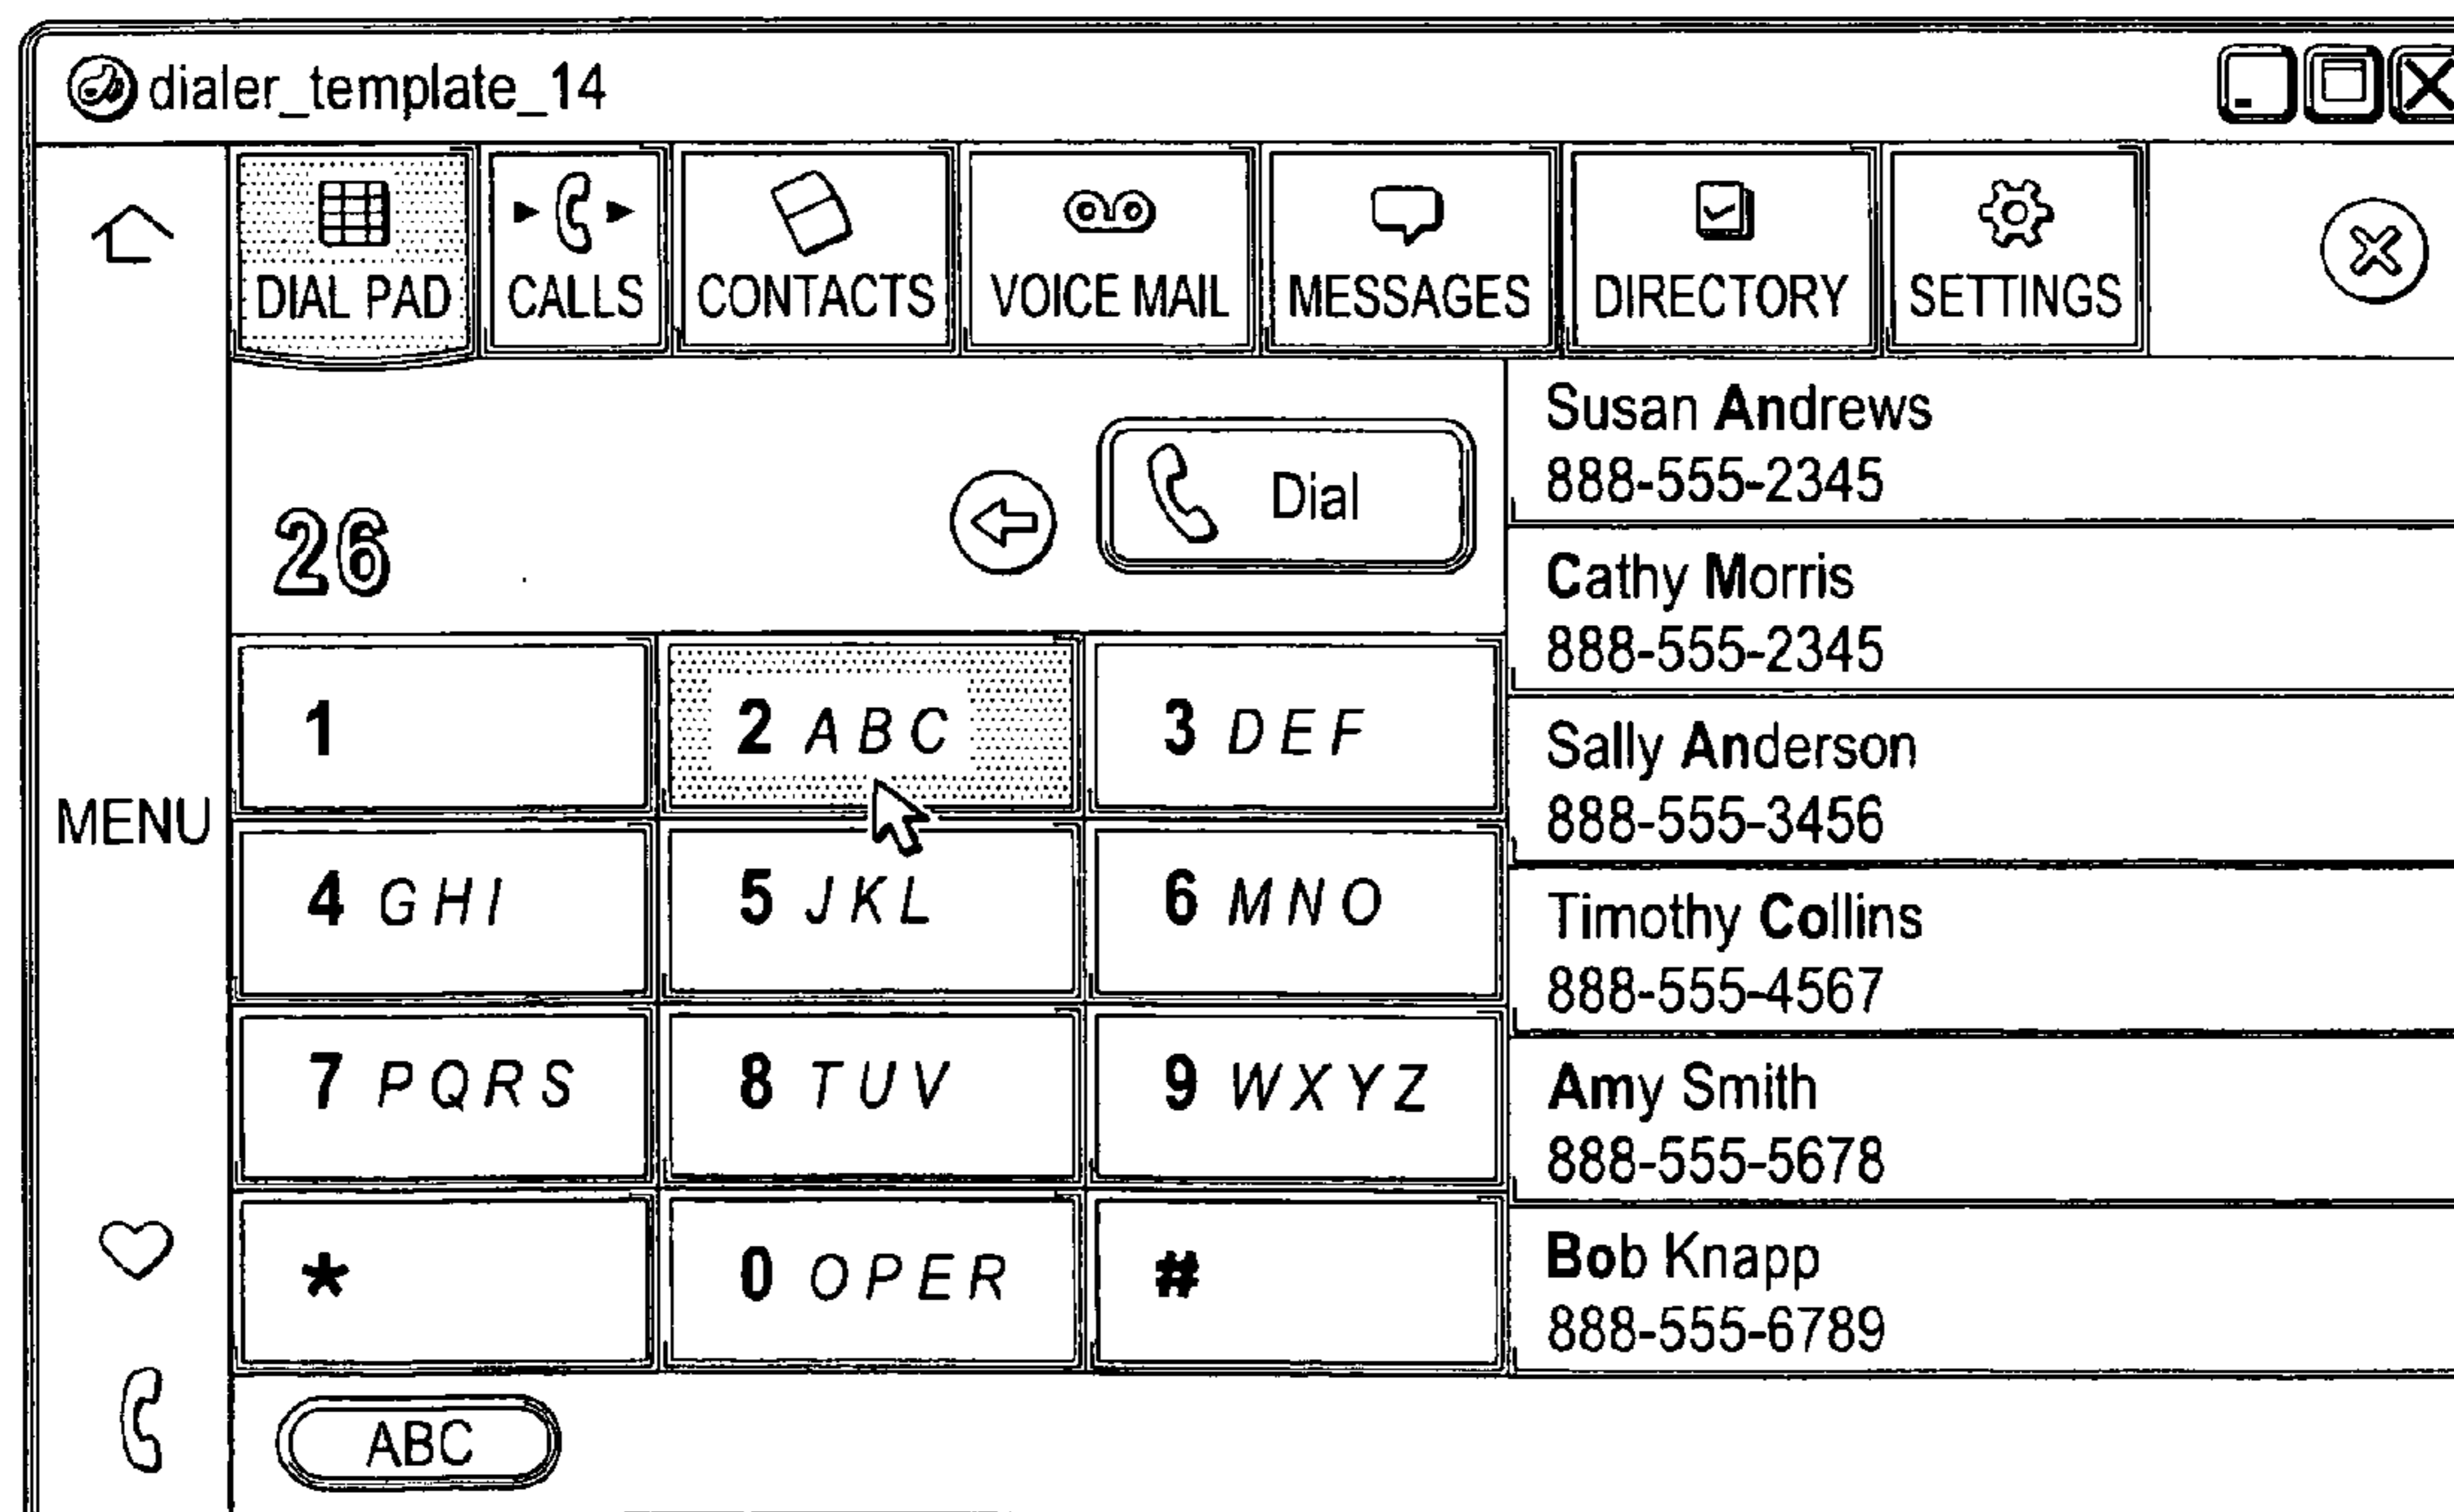 dialer_template_14
DIAL PAD
CALLS
CONTACTS
VOICE MAIL
MESSAGES
DIRECTORY
SETTINGS
26
Dial
1
2 ABC
3 DEF
4 GHI
5 JKL
6 MNO
7 PQRS
8 TUV
9 WXYZ
*
0 OPER
#
ABC
MENU
Susan Andrews
888-555-2345
Cathy Morris
888-555-2345
Sally Anderson
888-555-3456
Timothy Collins
888-555-4567
Amy Smith
888-555-5678
Bob Knapp
888-555-6789